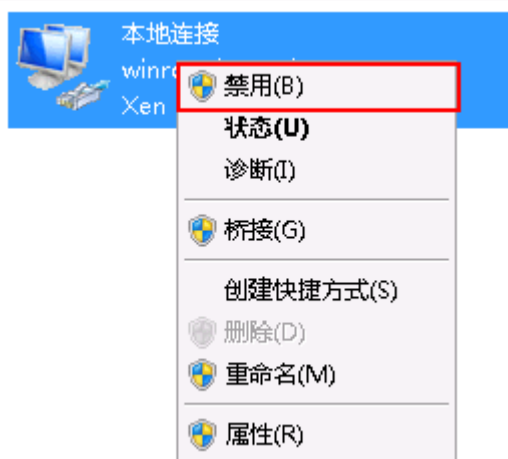 本地连接
Xen
禁用(B)
状态(U)
诊断(I)
桥接(G)
创建快捷方式(S)
删除(D)
重命名(M)
属性(R)